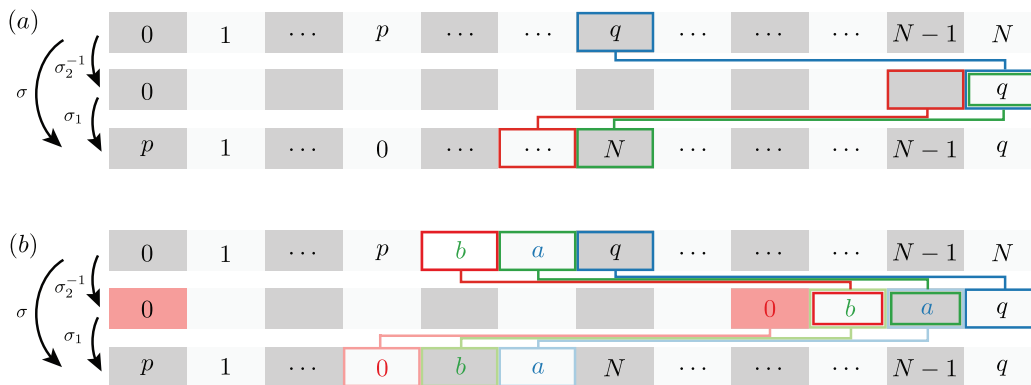 (a) 0 1 ⋯ p ⋯ ⋯ q ⋯ ⋯ ⋯ N − 1 N
σ σ₂⁻¹ 0 q
σ₁
p 1 ⋯ 0 ⋯ ⋯ N ⋯ ⋯ ⋯ N − 1 q
(b) 0 1 ⋯ p b a q ⋯ ⋯ ⋯ N − 1 N
σ σ₂⁻¹ 0 0 b a q
σ₁
p 1 ⋯ 0 b a N ⋯ ⋯ ⋯ N − 1 q